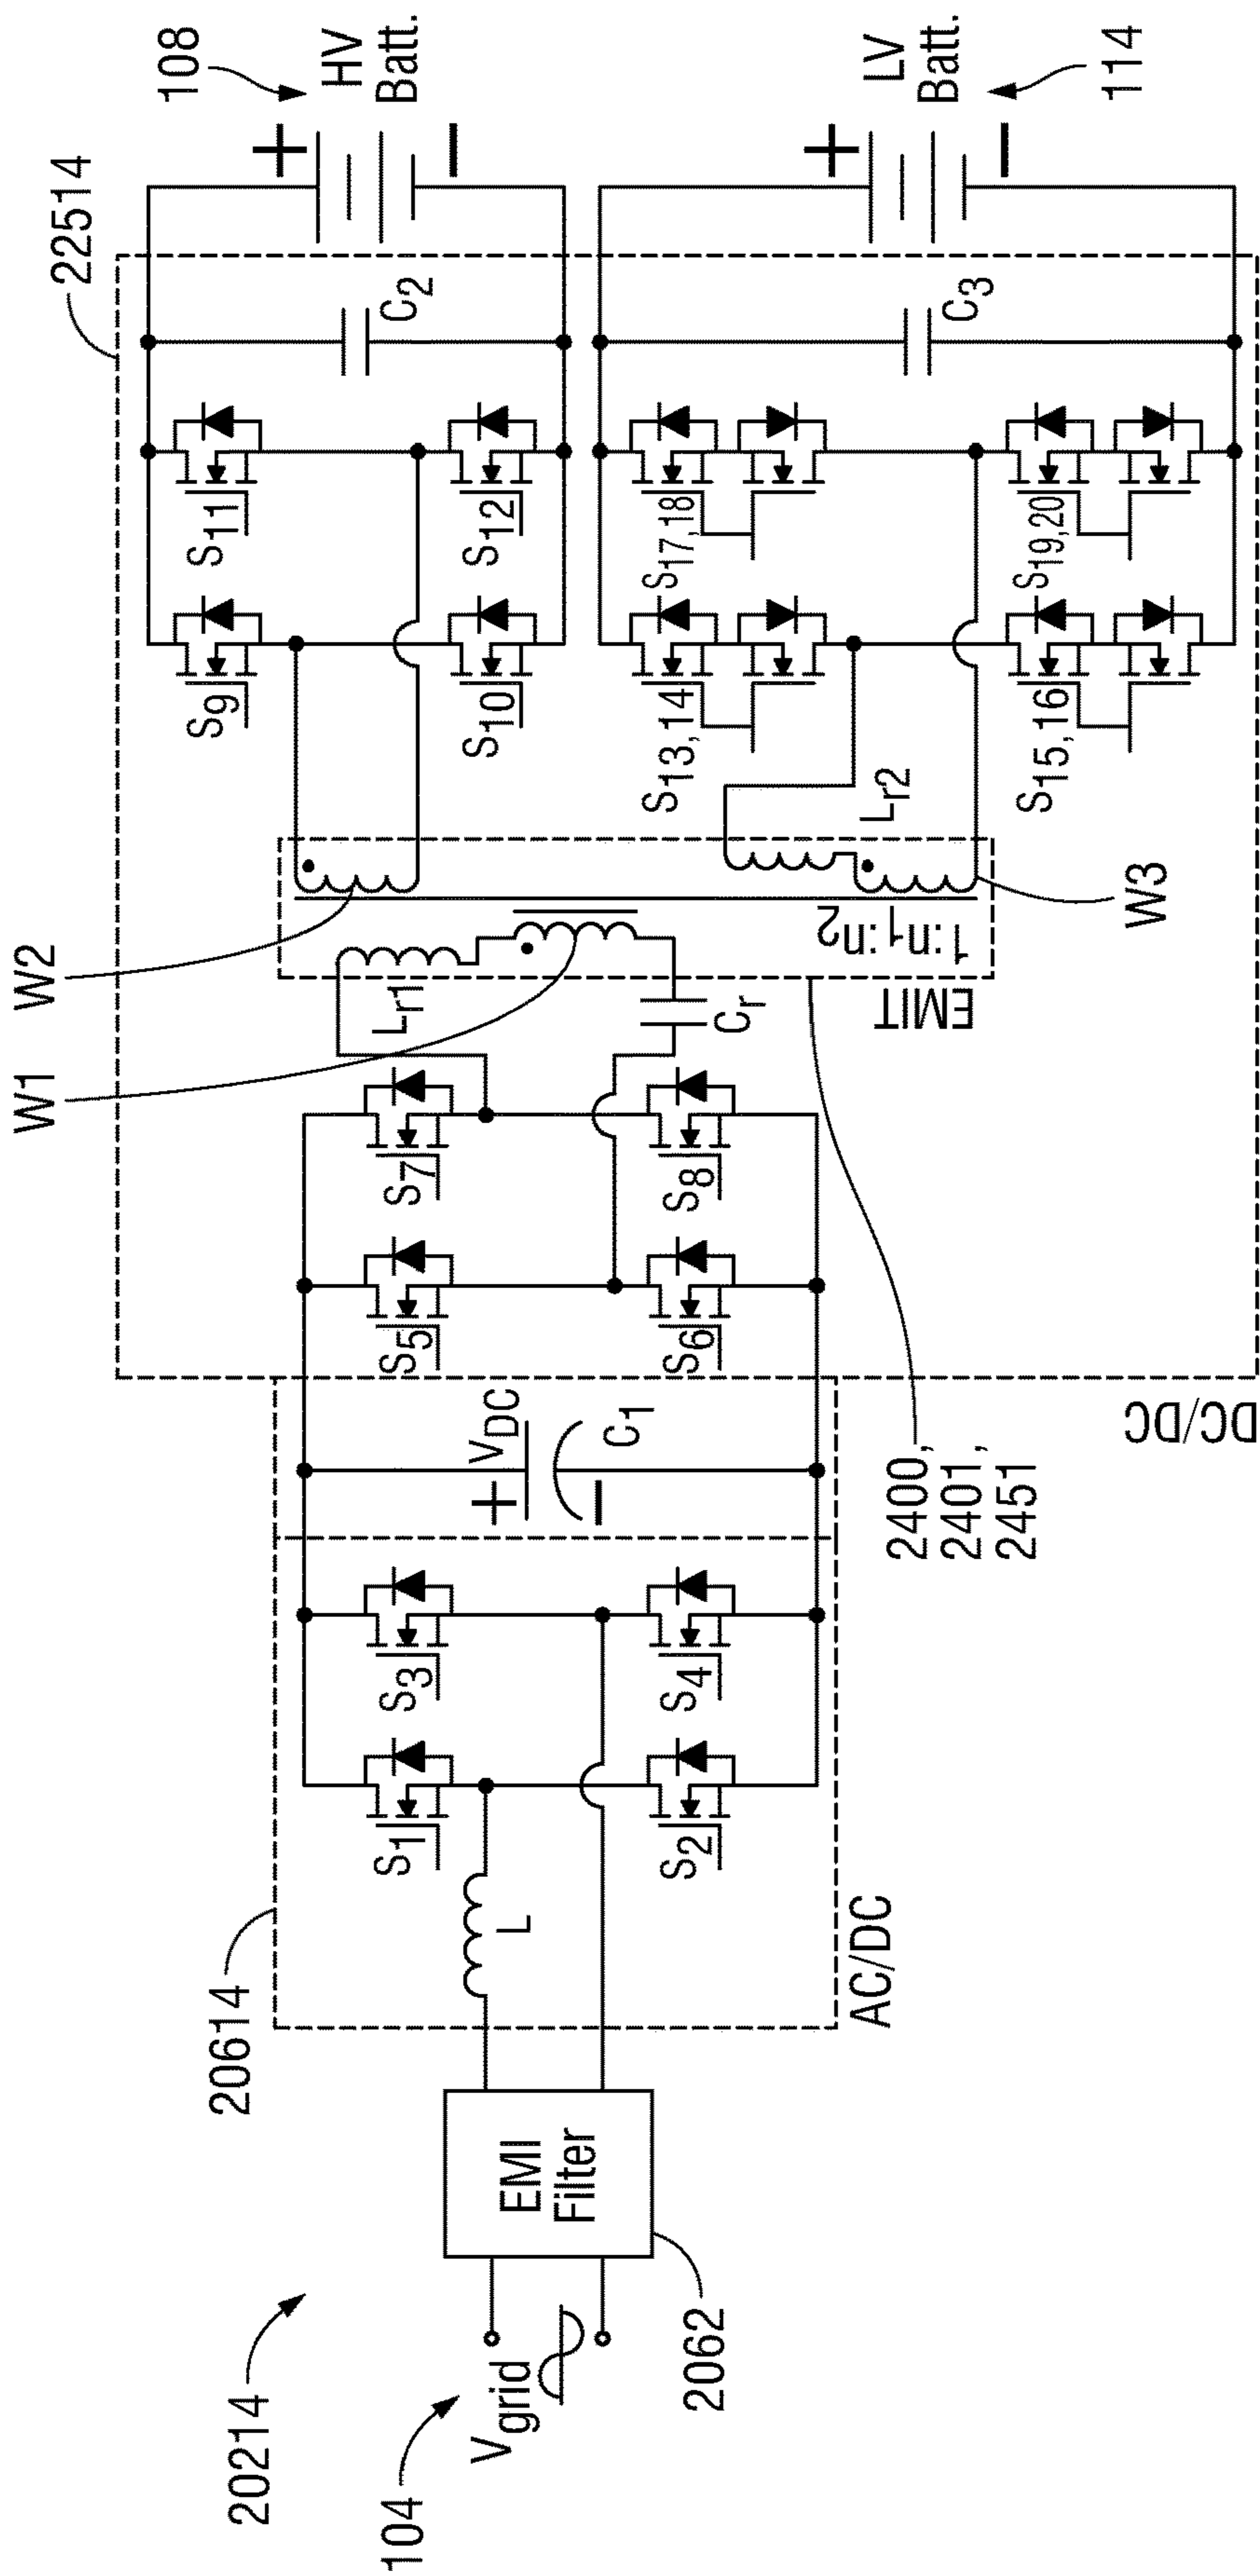 20214
104
V_grid
EMI
Filter
2062
20614
AC/DC
L
S1
S2
S3
S4
V_DC
C1
2400,
2401,
2451
DC/DC
22514
S5
S6
S7
S8
W1
W2
Lr1
Cr
EMIT
1:n1:n2
W3
Lr2
S9
S10
S11
S12
S13,14
S15,16
S17,18
S19,20
C2
C3
108
HV
Batt.
LV
Batt.
114